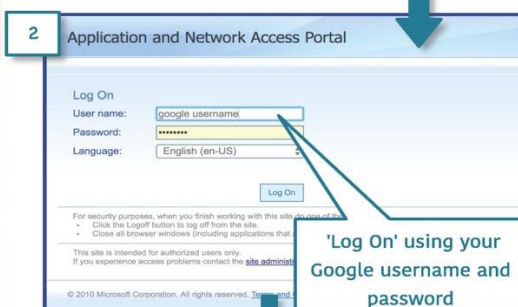 2
Application and Network Access Portal
Log On
User name:
google username
Password:
••••••••
Language:
English (en-US)
Log On
For security purposes, when you finish working with this site do one of the
- Click the Logoff button to log off from the site.
- Close all browser windows (including applications that
This site is intended for authorized users only.
If you experience access problems contact the site
© 2010 Microsoft Corporation. All rights reserved.
'Log On' using your
Google username and
password